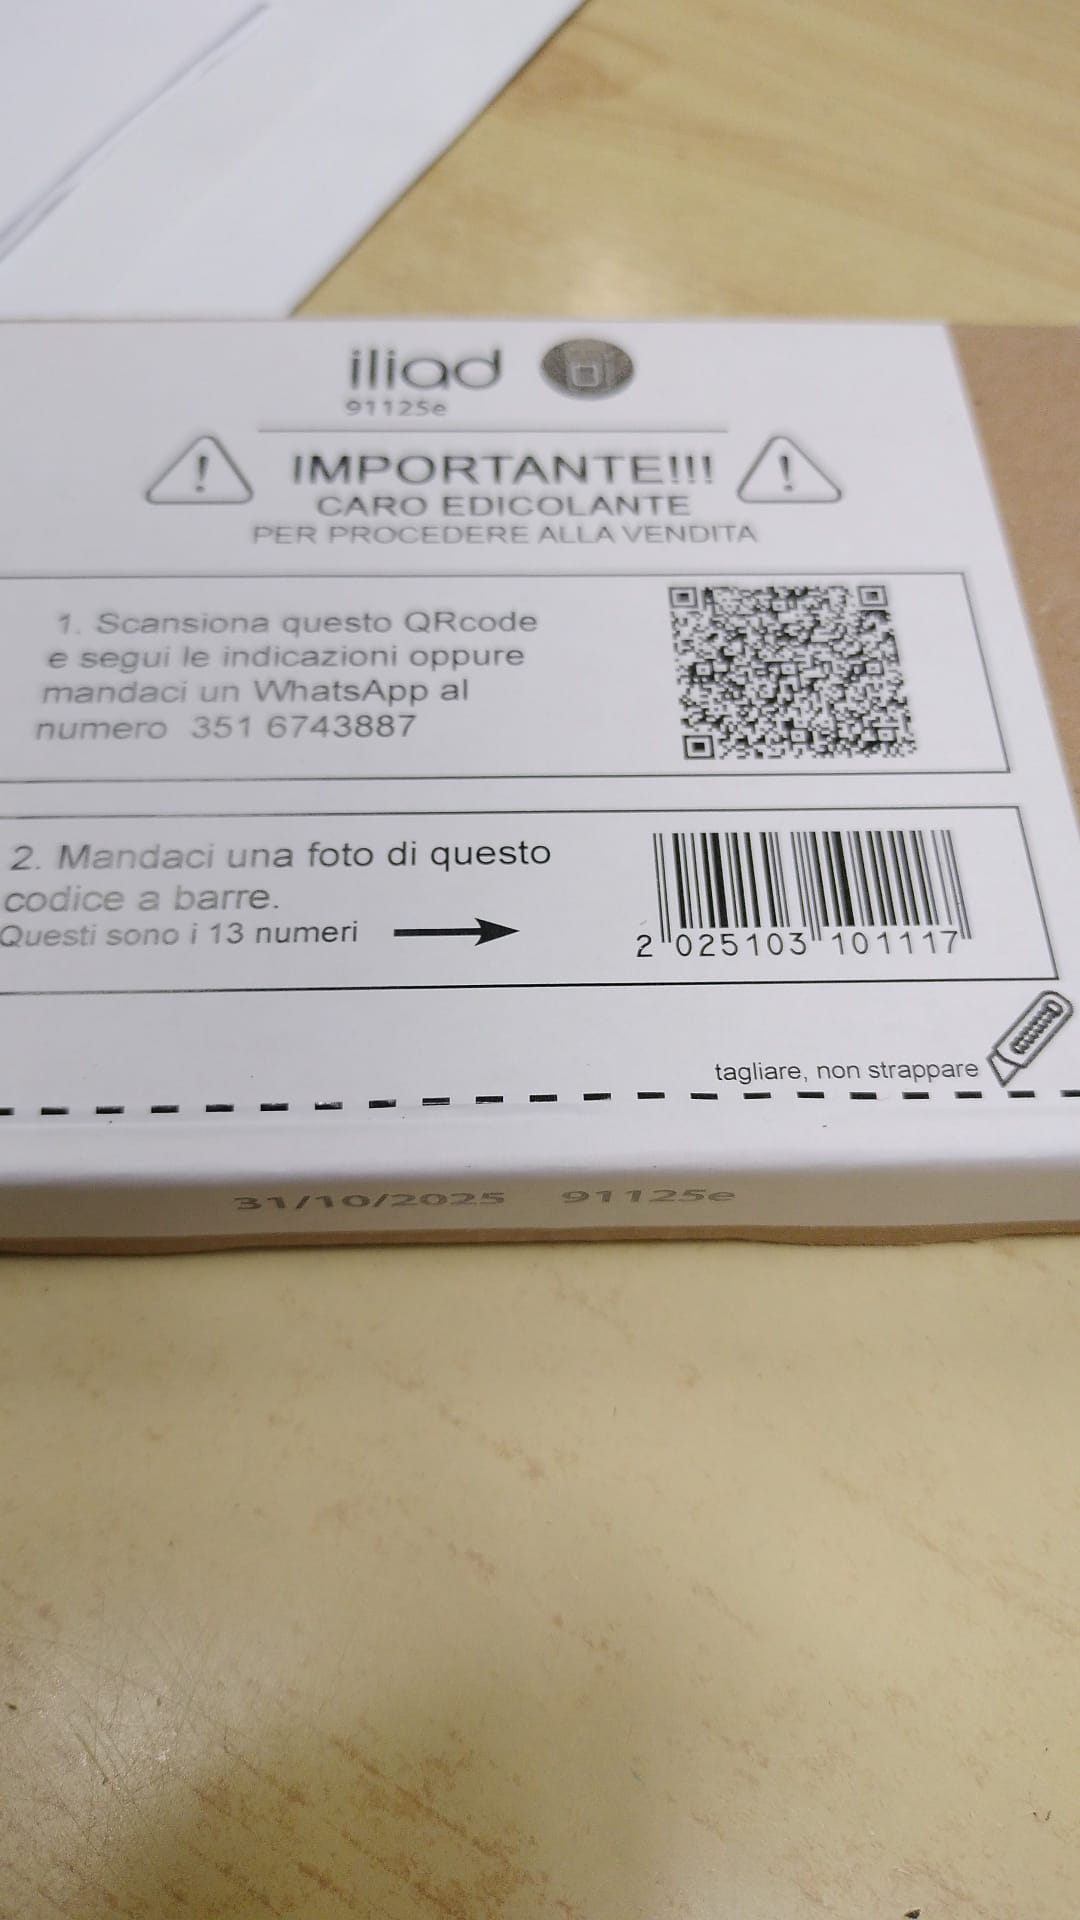 iliad
91125e
! IMPORTANTE!!! !
CARO EDICOLANTE
PER PROCEDERE ALLA VENDITA
1. Scansiona questo QRcode
e segui le indicazioni oppure
mandaci un WhatsApp al
numero 351 6743887
2. Mandaci una foto di questo
codice a barre.
Questi sono i 13 numeri
2 025103 101117
tagliare, non strappare
31/10/2025 91125e